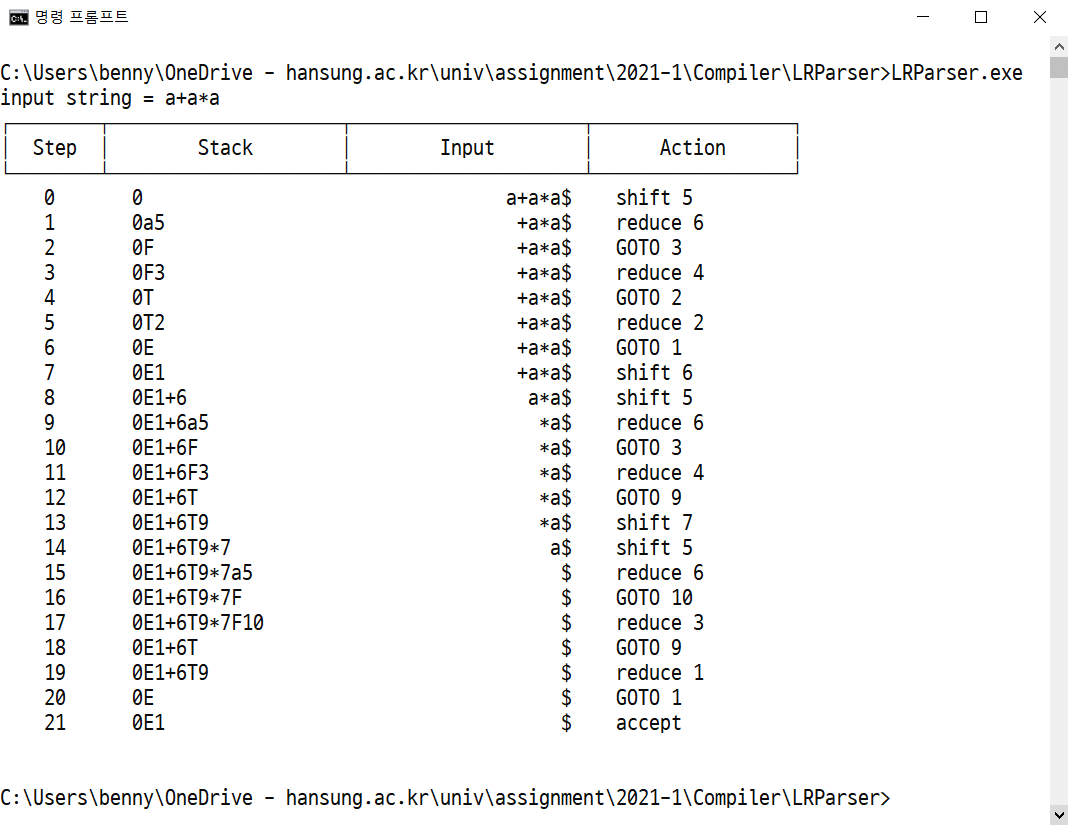 명령 프롬프트
C:\Users\benny\OneDrive - hansung.ac.kr\univ\assignment\2021-1\Compiler\LRParser>LRParser.exe
input string = a+a*a
Step Stack Input Action
0 0 a+a*a$ shift 5
1 0a5 +a*a$ reduce 6
2 0F +a*a$ GOTO 3
3 0F3 +a*a$ reduce 4
4 0T +a*a$ GOTO 2
5 0T2 +a*a$ reduce 2
6 0E +a*a$ GOTO 1
7 0E1 +a*a$ shift 6
8 0E1+6 a*a$ shift 5
9 0E1+6a5 *a$ reduce 6
10 0E1+6F *a$ GOTO 3
11 0E1+6F3 *a$ reduce 4
12 0E1+6T *a$ GOTO 9
13 0E1+6T9 *a$ shift 7
14 0E1+6T9*7 a$ shift 5
15 0E1+6T9*7a5 $ reduce 6
16 0E1+6T9*7F $ GOTO 10
17 0E1+6T9*7F10 $ reduce 3
18 0E1+6T $ GOTO 9
19 0E1+6T9 $ reduce 1
20 0E $ GOTO 1
21 0E1 $ accept
C:\Users\benny\OneDrive - hansung.ac.kr\univ\assignment\2021-1\Compiler\LRParser>